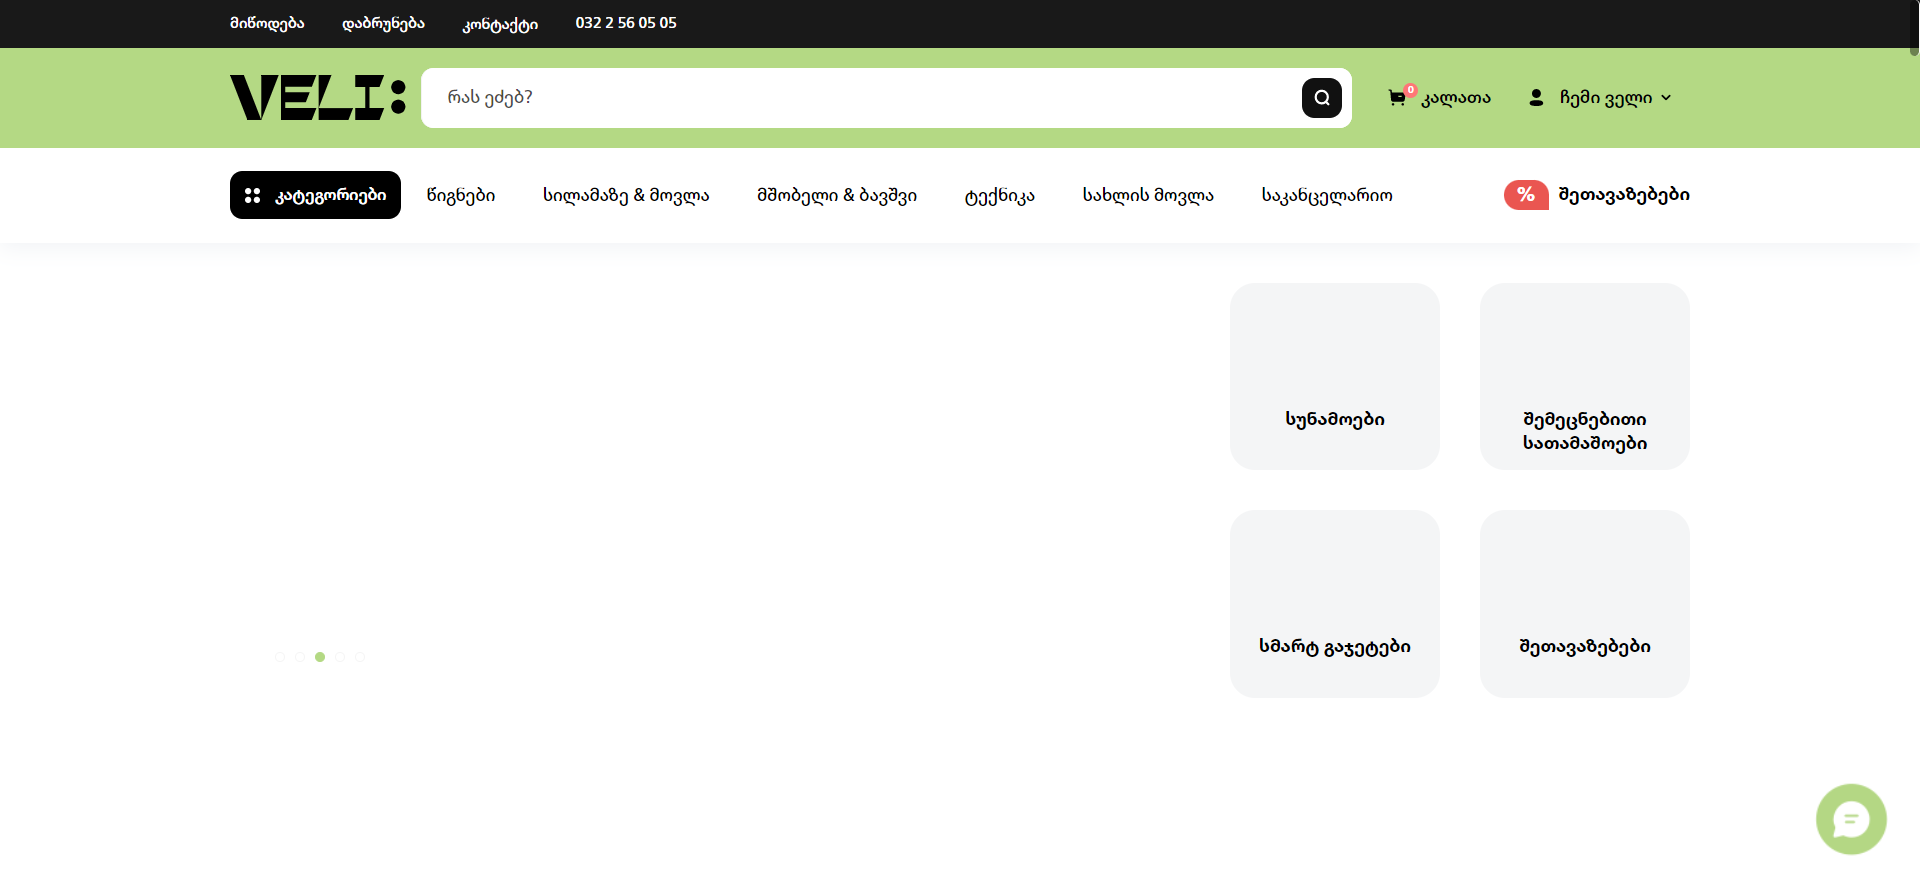 მიწოდება
დაბრუნება
კონტაქტი
032 2 56 05 05
VELI:
რას ეძებ?
0
კალათა
ჩემი ველი
კატეგორიები
წიგნები
სილამაზე & მოვლა
მშობელი & ბავშვი
ტექნიკა
სახლის მოვლა
საკანცელარიო
%
შეთავაზებები
სუნამოები
შემეცნებითი
სათამაშოები
სმარტ გაჯეტები
შეთავაზებები